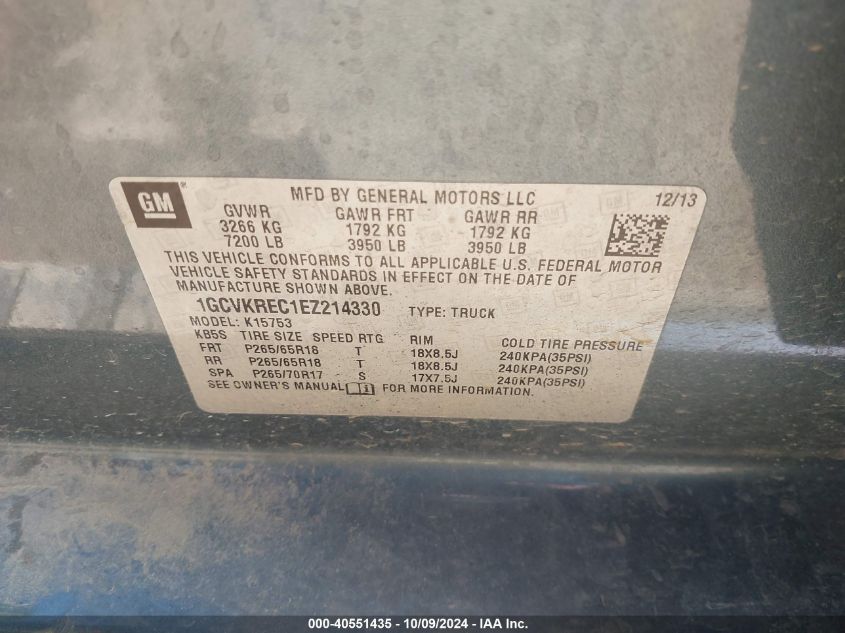 GM
MFD BY GENERAL MOTORS LLC 12/13
GVWR GAWR FRT GAWR RR
3266 KG 1792 KG 1792 KG
7200 LB 3950 LB 3950 LB
THIS VEHICLE CONFORMS TO ALL APPLICABLE U.S. FEDERAL MOTOR
VEHICLE SAFETY STANDARDS IN EFFECT ON THE DATE OF
MANUFACTURE SHOWN ABOVE.
1GCVKREC1EZ214330 TYPE: TRUCK
MODEL: K15753
K85S TIRE SIZE SPEED RTG RIM COLD TIRE PRESSURE
FRT P265/65R18 T 18X8.5J 240KPA(35PSI)
RR P265/65R18 T 18X8.5J 240KPA(35PSI)
SPA P265/70R17 S 17X7.5J 240KPA(35PSI)
SEE OWNER'S MANUAL FOR MORE INFORMATION.
000-40551435 - 10/09/2024 - IAA Inc.